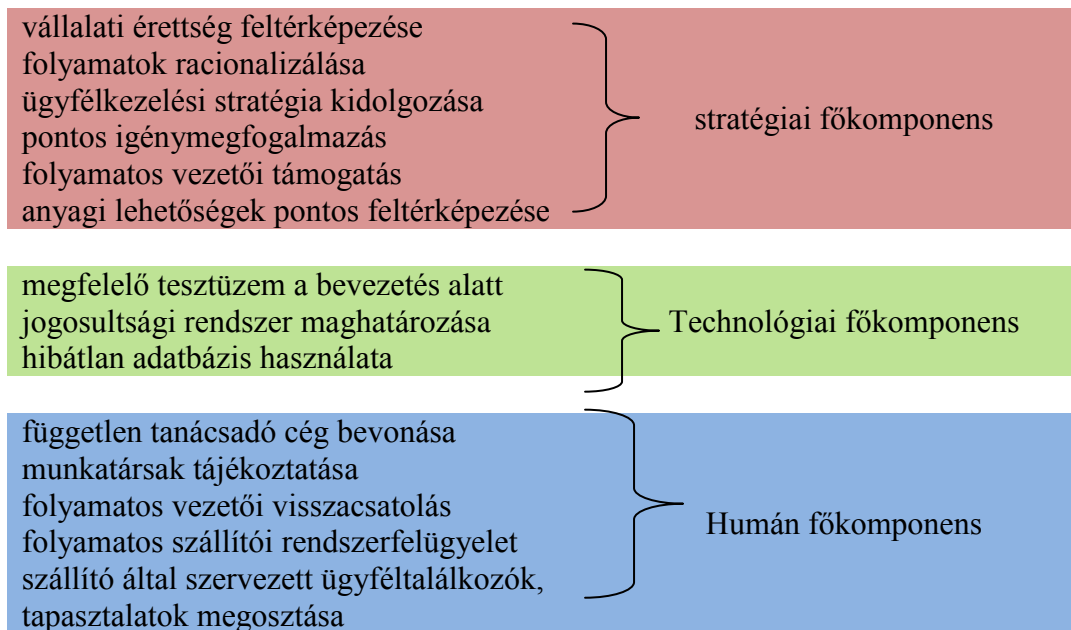 vállalati érettség feltérképezése
folyamatok racionalizálása
ügyfélkezelési stratégia kidolgozása
pontos igénymegfogalmazás
folyamatos vezetői támogatás
anyagi lehetőségek pontos feltérképezése
stratégiai főkomponens
megfelelő tesztüzem a bevezetés alatt
jogosultsági rendszer maghatározása
hibátlan adatbázis használata
Technológiai főkomponens
független tanácsadó cég bevonása
munkatársak tájékoztatása
folyamatos vezetői visszacsatolás
folyamatos szállítói rendszerfelügyelet
szállító által szervezett ügyféltalálkozók,
tapasztalatok megosztása
Humán főkomponens